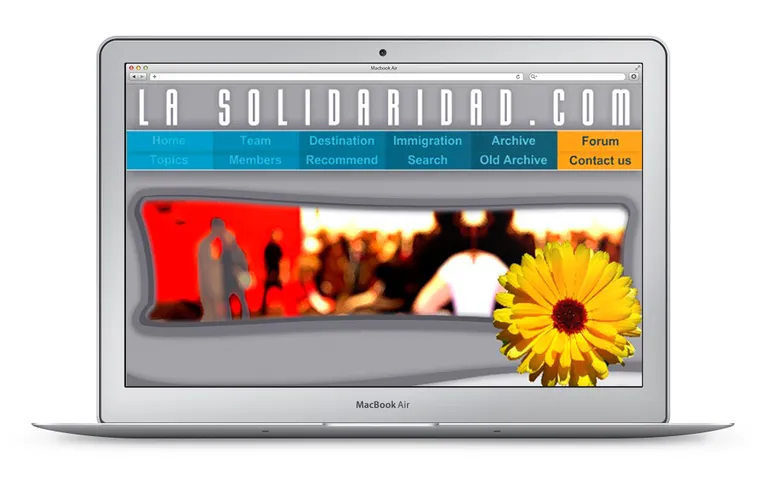 Macbook Air
LA SOLIDARIDAD.COM
Home Team Destination Immigration Archive Forum
Topics Members Recommend Search Old Archive Contact us
MacBook Air